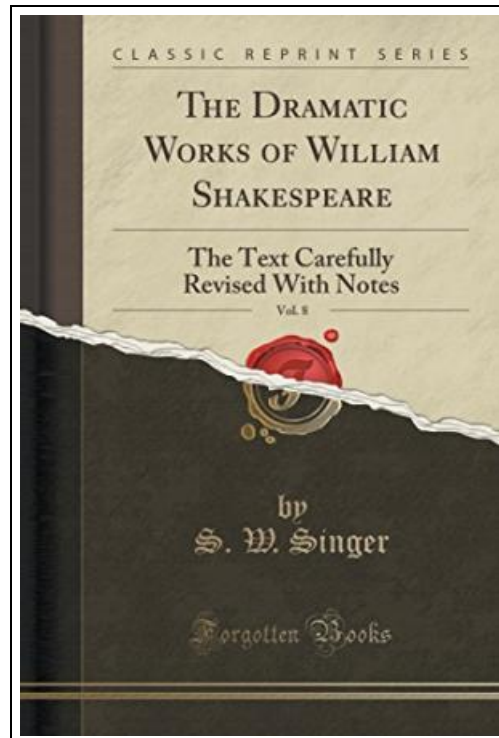 CLASSIC REPRINT SERIES
THE DRAMATIC
WORKS OF WILLIAM
SHAKESPEARE
The Text Carefully
Revised With Notes
Vol. 8
by
S. W. Singer
Forgotten Books